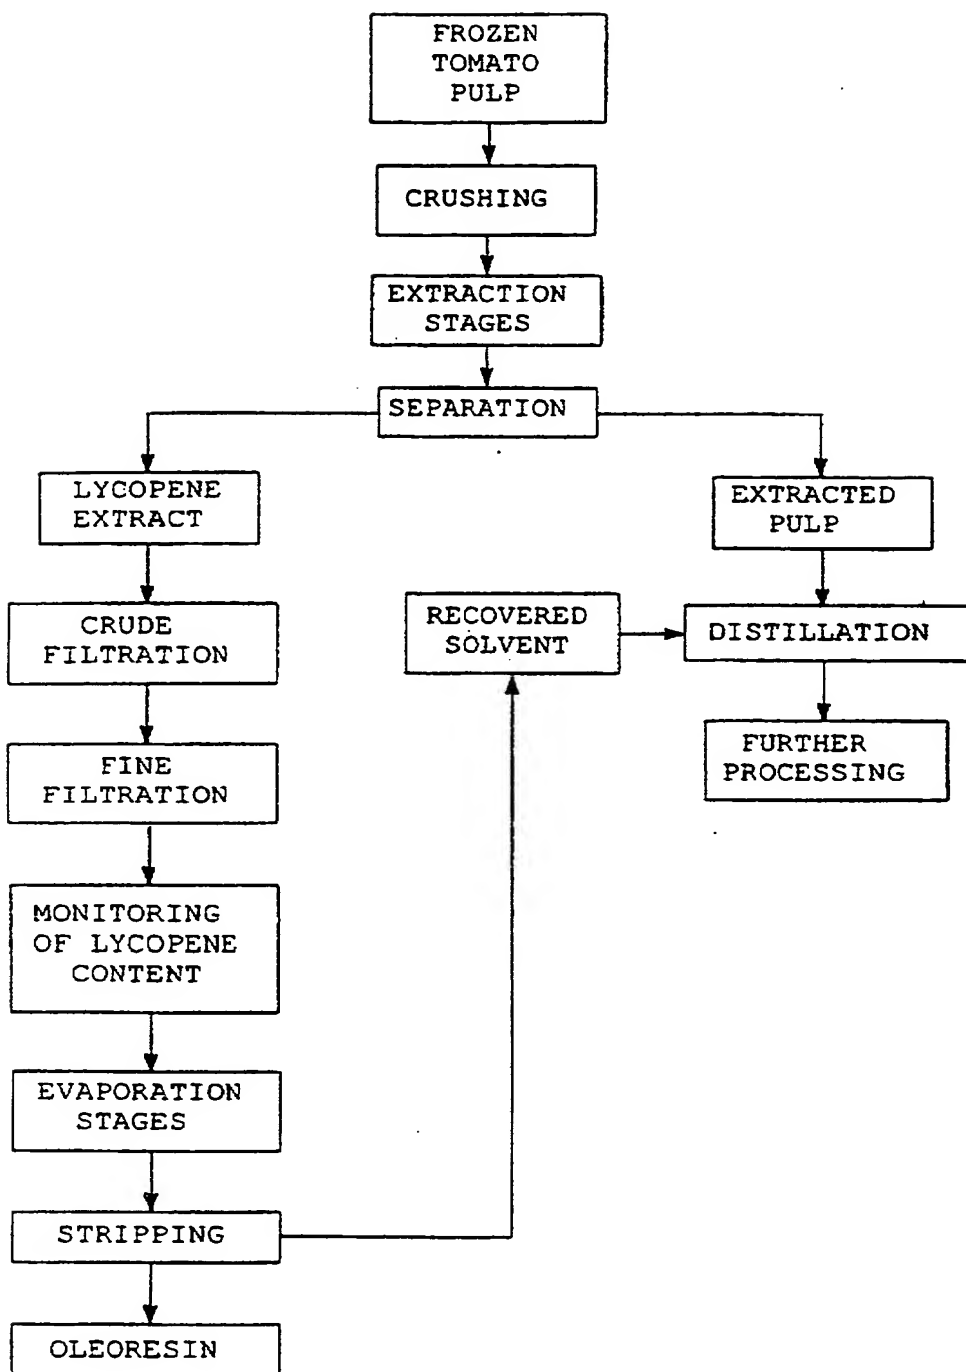 FROZEN
TOMATO
PULP
CRUSHING
EXTRACTION
STAGES
SEPARATION
LYCOPENE
EXTRACT
EXTRACTED
PULP
CRUDE
FILTRATION
RECOVERED
SOLVENT
DISTILLATION
FINE
FILTRATION
FURTHER
PROCESSING
MONITORING
OF LYCOPENE
CONTENT
EVAPORATION
STAGES
STRIPPING
OLEORESIN